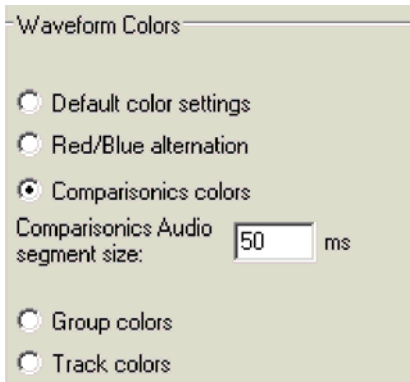 Waveform Colors
Default color settings
Red/Blue alternation
Comparisonics colors
Comparisonics Audio
segment size: 50 ms
Group colors
Track colors